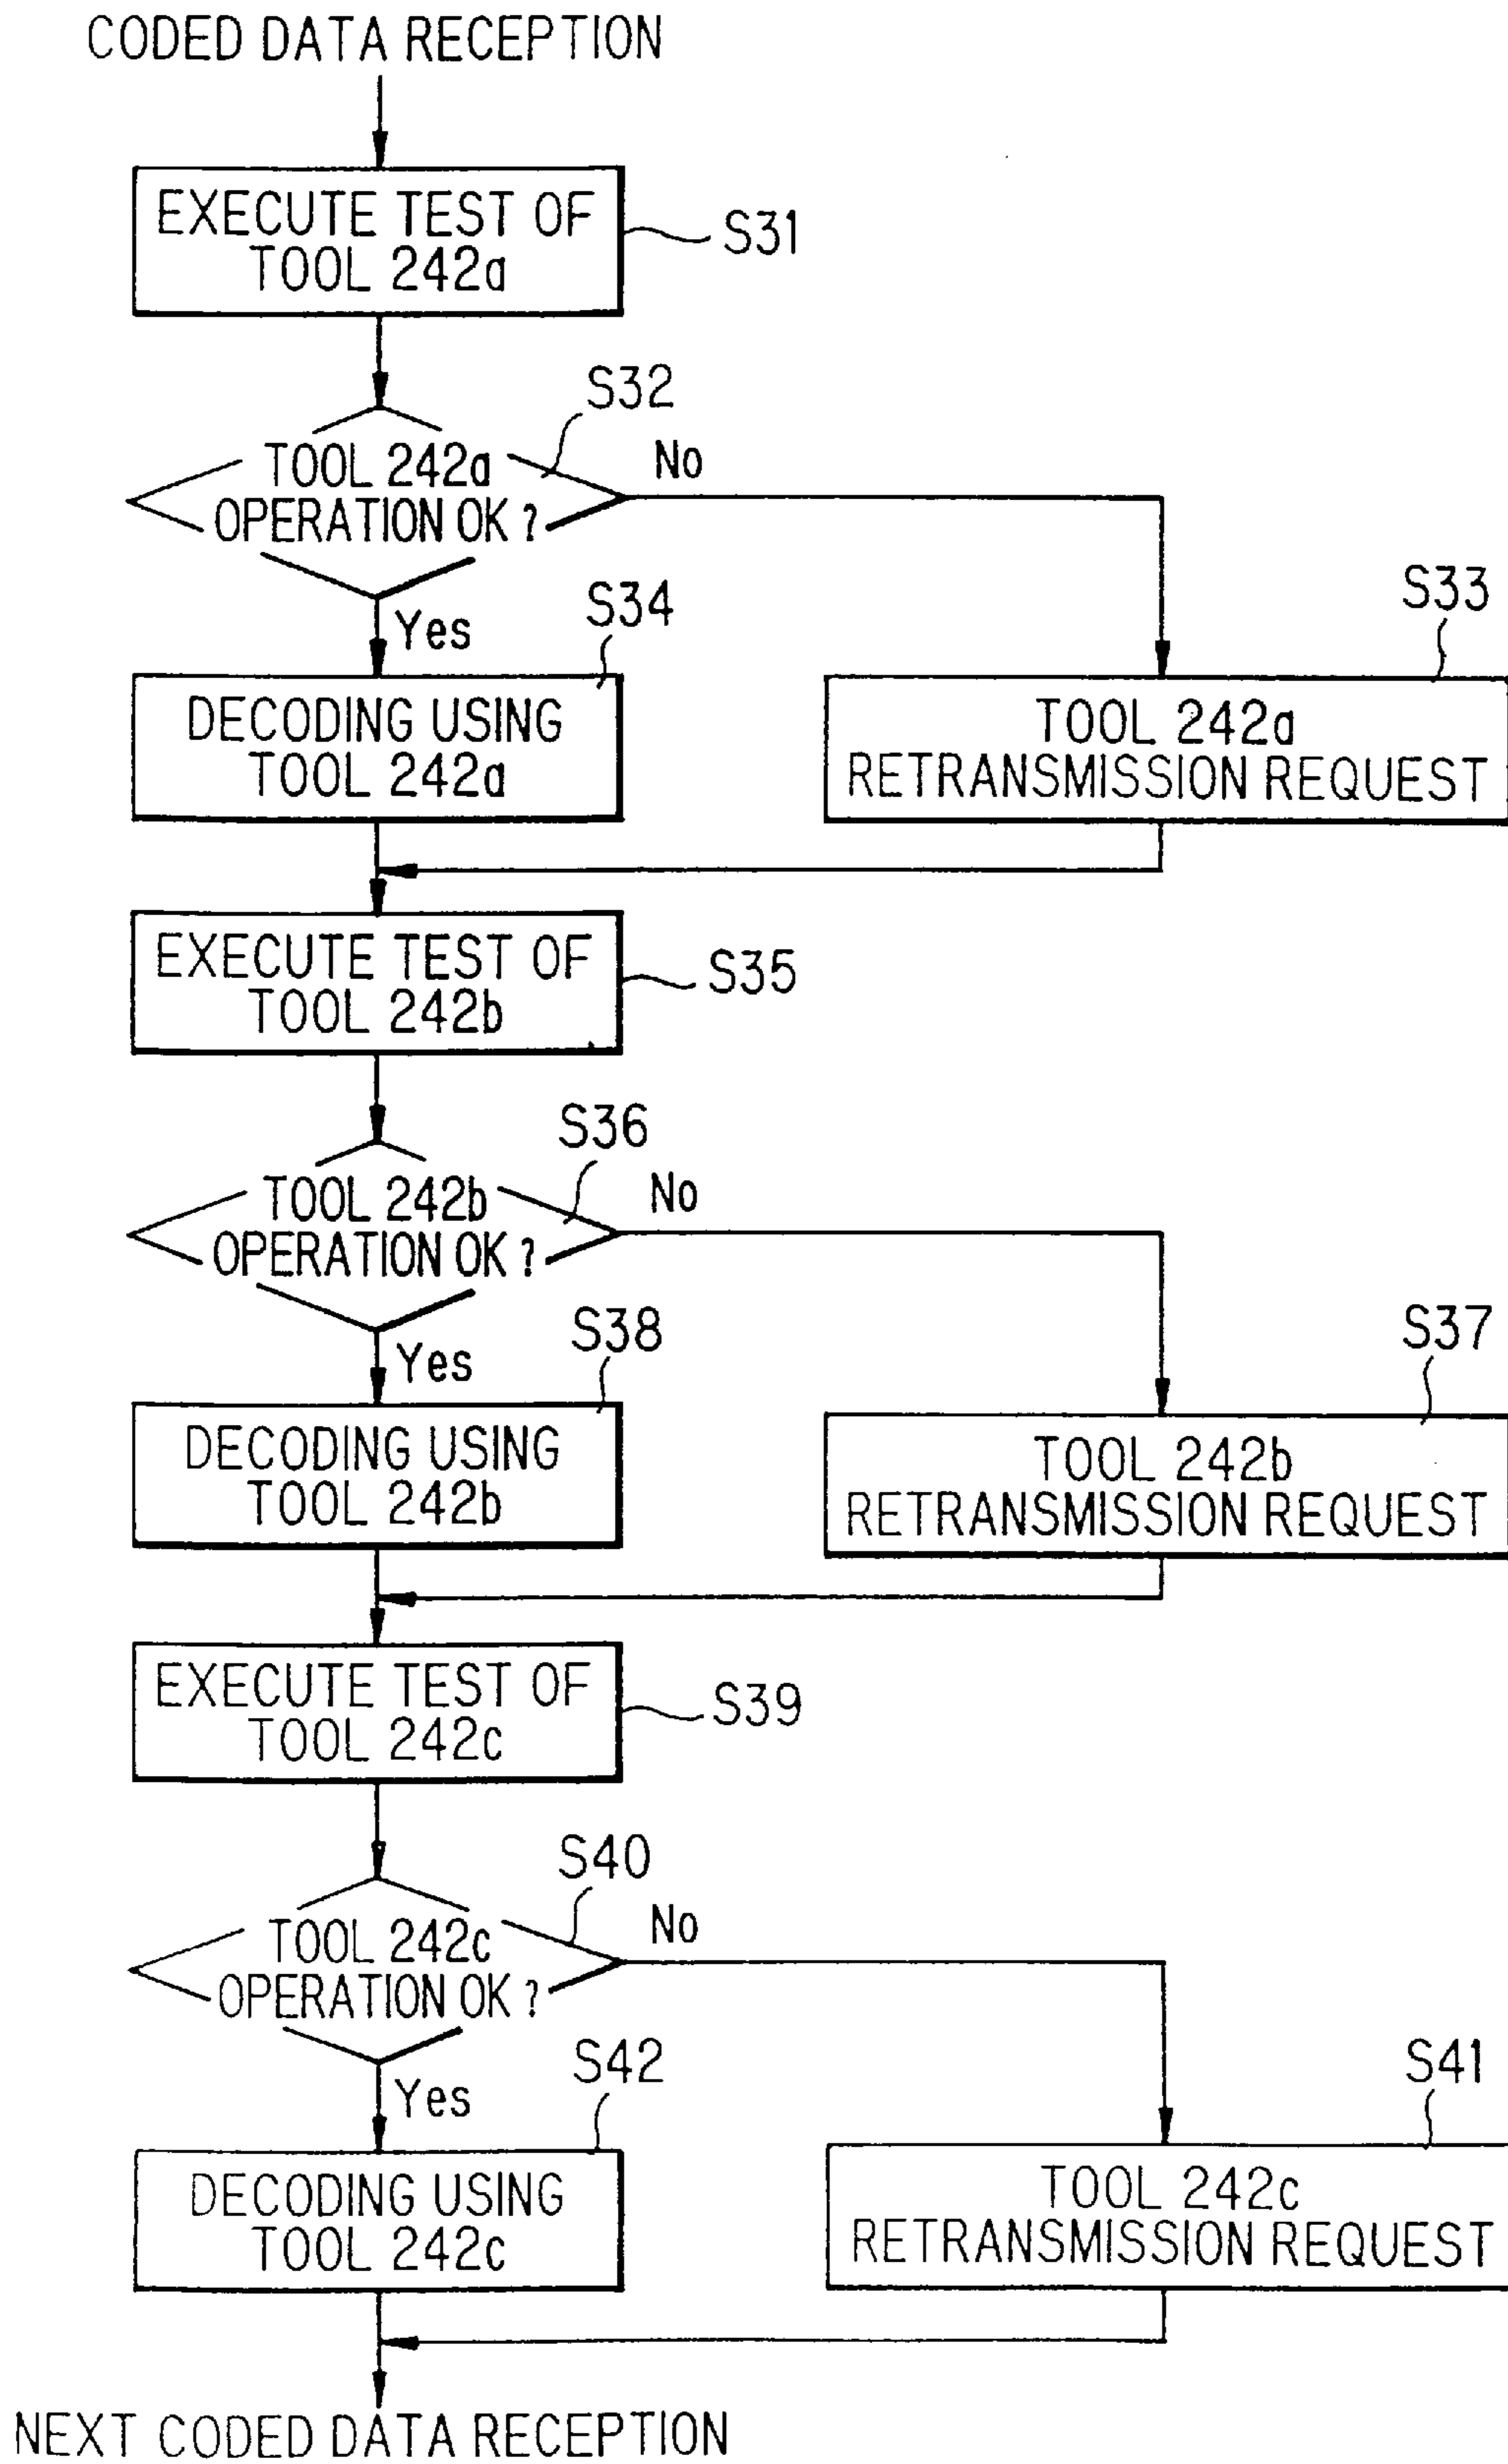 CODED DATA RECEPTION
EXECUTE TEST OF
TOOL 242a
S31
S32
TOOL 242a
OPERATION OK ?
No
S34
Yes
S33
DECODING USING
TOOL 242a
TOOL 242a
RETRANSMISSION REQUEST
EXECUTE TEST OF
TOOL 242b
S35
S36
TOOL 242b
OPERATION OK ?
No
S38
Yes
S37
DECODING USING
TOOL 242b
TOOL 242b
RETRANSMISSION REQUEST
EXECUTE TEST OF
TOOL 242c
S39
S40
TOOL 242c
OPERATION OK ?
No
S42
Yes
S41
DECODING USING
TOOL 242c
TOOL 242c
RETRANSMISSION REQUEST
NEXT CODED DATA RECEPTION